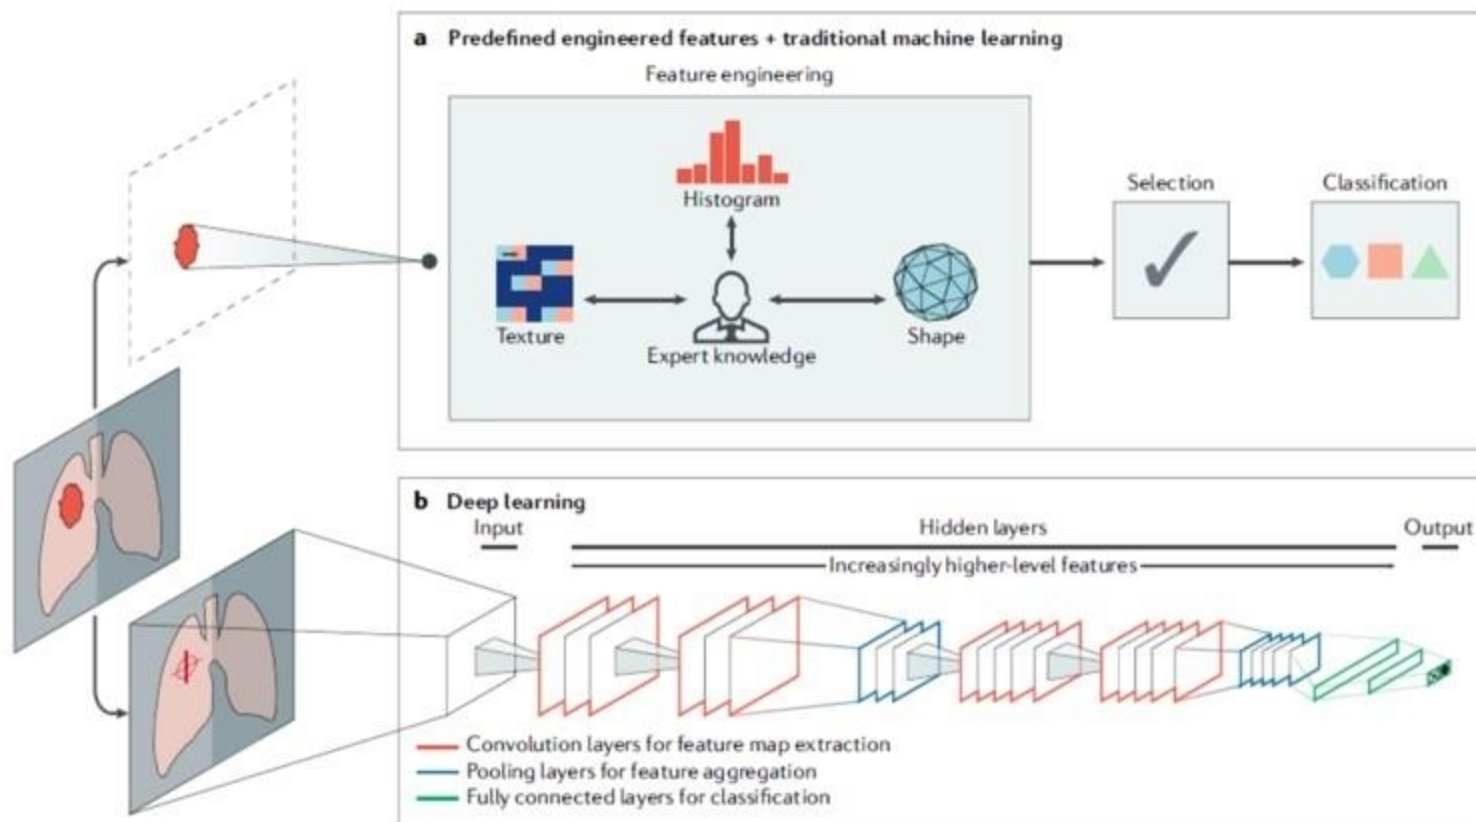 a Predefined engineered features + traditional machine learning
Feature engineering
Histogram
Texture
Expert knowledge
Shape
Selection
Classification
b Deep learning
Input
Hidden layers
Output
Increasingly higher-level features
Convolution layers for feature map extraction
Pooling layers for feature aggregation
Fully connected layers for classification